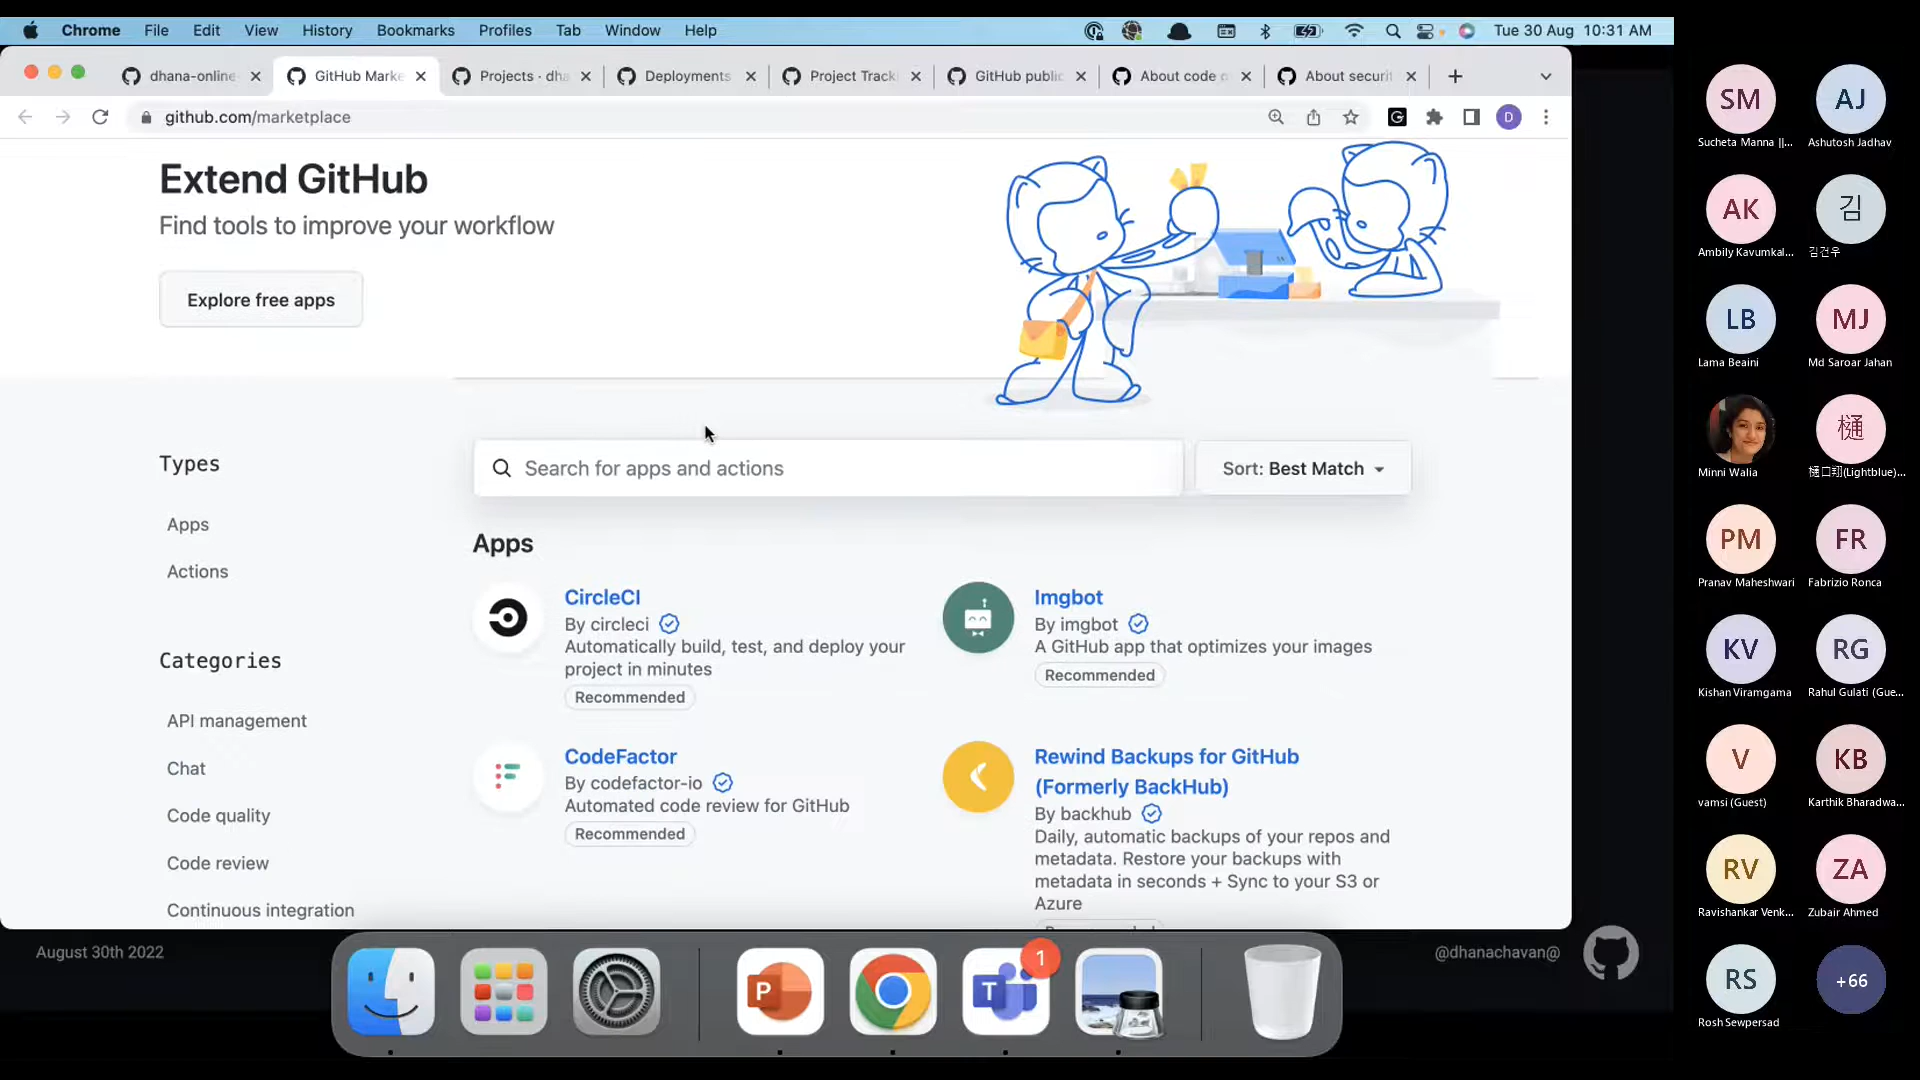 Chrome File Edit View History Bookmarks Profiles Tab Window Help Tue 30 Aug 10:31 AM
dhana-online GitHub Marke Projects · dha Deployments Project Track GitHub public About code o About securit
github.com/marketplace
D
Extend GitHub
Find tools to improve your workflow
Explore free apps
Types
Apps
Actions
Categories
API management
Chat
Code quality
Code review
Continuous integration
Search for apps and actions
Sort: Best Match
Apps
CircleCI
By circleci
Automatically build, test, and deploy your
project in minutes
Recommended
Imgbot
By imgbot
A GitHub app that optimizes your images
Recommended
CodeFactor
By codefactor-io
Automated code review for GitHub
Recommended
Rewind Backups for GitHub
(Formerly BackHub)
By backhub
Daily, automatic backups of your repos and
metadata. Restore your backups with
metadata in seconds + Sync to your S3 or
Azure
August 30th 2022
@dhanachavan@
P
T
1
SM AJ
Sucheta Manna ||... Ashutosh Jadhav
AK 김
Ambily Kavumkal... 김건우
LB MJ
Lama Beaini Md Saroar Jahan
樋
Minni Walia 樋口翔(Lightblue)...
PM FR
Pranav Maheshwari Fabrizio Ronca
KV RG
Kishan Viramgama Rahul Gulati (Gue...
V KB
vamsi (Guest) Karthik Bharadwa...
RV ZA
Ravishankar Venk... Zubair Ahmed
RS +66
Rosh Sewpersad